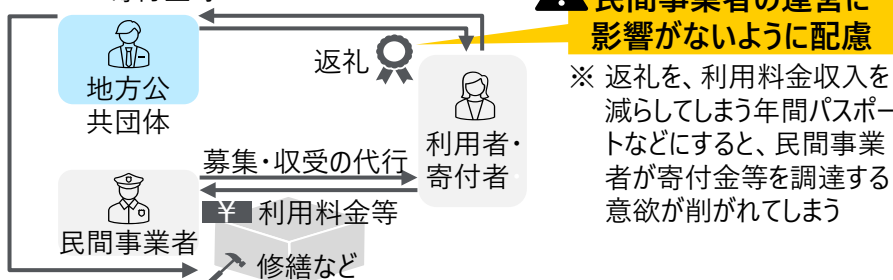 民間事業者の運営に
影響がないように配慮
返礼
※ 返礼を、利用料金収入を
減らしてしまう年間パスポー
トなどにすると、民間事業
者が寄付金等を調達する
意欲が削がれてしまう
地方公
共団体
利用者・
寄付者
募集・収受の代行
¥ 利用料金等
民間事業者
修繕など